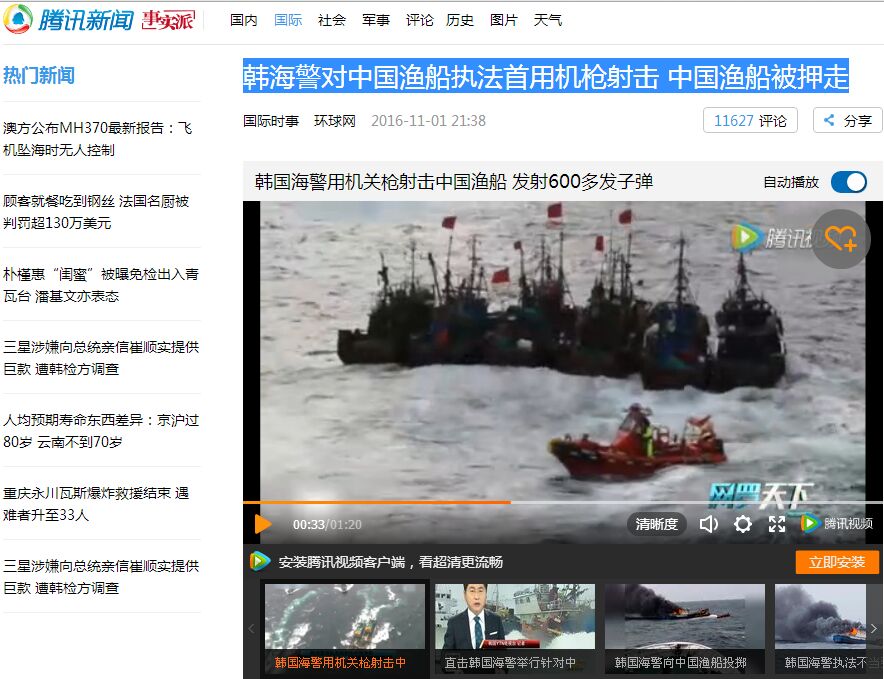 腾讯新闻 事实派 国内 国际 社会 军事 评论 历史 图片 天气
热门新闻
澳方公布MH370最新报告：飞
机坠海时无人控制
顾客就餐吃到钢丝 法国名厨被
判罚超130万美元
朴槿惠“闺蜜”被曝免检出入青
瓦台 潘基文亦表态
三星涉嫌向总统亲信崔顺实提供
巨款 遭韩检方调查
人均预期寿命东西差异：京沪过
80岁 云南不到70岁
重庆永川瓦斯爆炸救援结束 遇
难者升至33人
三星涉嫌向总统亲信崔顺实提供
巨款 遭韩检方调查
韩海警对中国渔船执法首用机枪射击 中国渔船被押走
国际时事 环球网 2016-11-01 21:38 11627 评论 分享
韩国海警用机关枪射击中国渔船 发射600多发子弹 自动播放
腾讯
网罗天下
00:33/01:20 清晰度 腾讯视频
安装腾讯视频客户端，看超清更流畅 立即安装
韩国海警用机关枪射击中 直击韩国海警举行针对中 韩国海警向中国渔船投掷 韩国海警执法不当